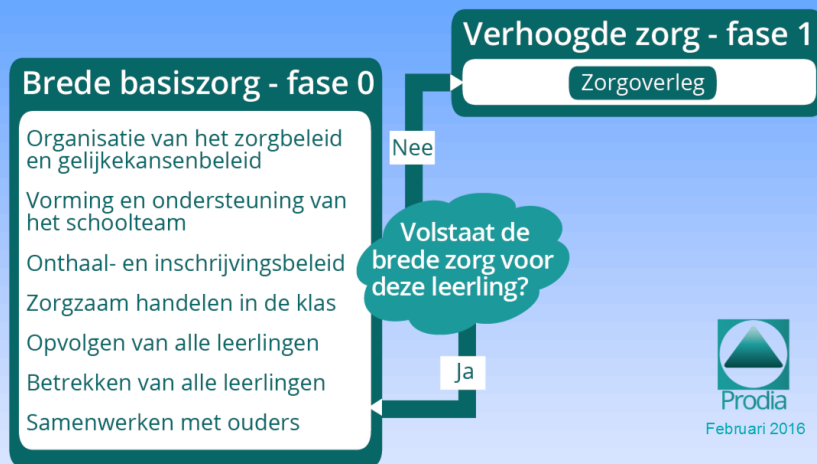 Verhoogde zorg - fase 1
Zorgoverleg
Brede basiszorg - fase 0
Organisatie van het zorgbeleid
en gelijkekansenbeleid
Vorming en ondersteuning van
het schoolteam
Onthaal- en inschrijvingsbeleid
Zorgzaam handelen in de klas
Opvolgen van alle leerlingen
Betrekken van alle leerlingen
Samenwerken met ouders
Nee
Volstaat de
brede zorg voor
deze leerling?
Ja
Prodia
Februari 2016